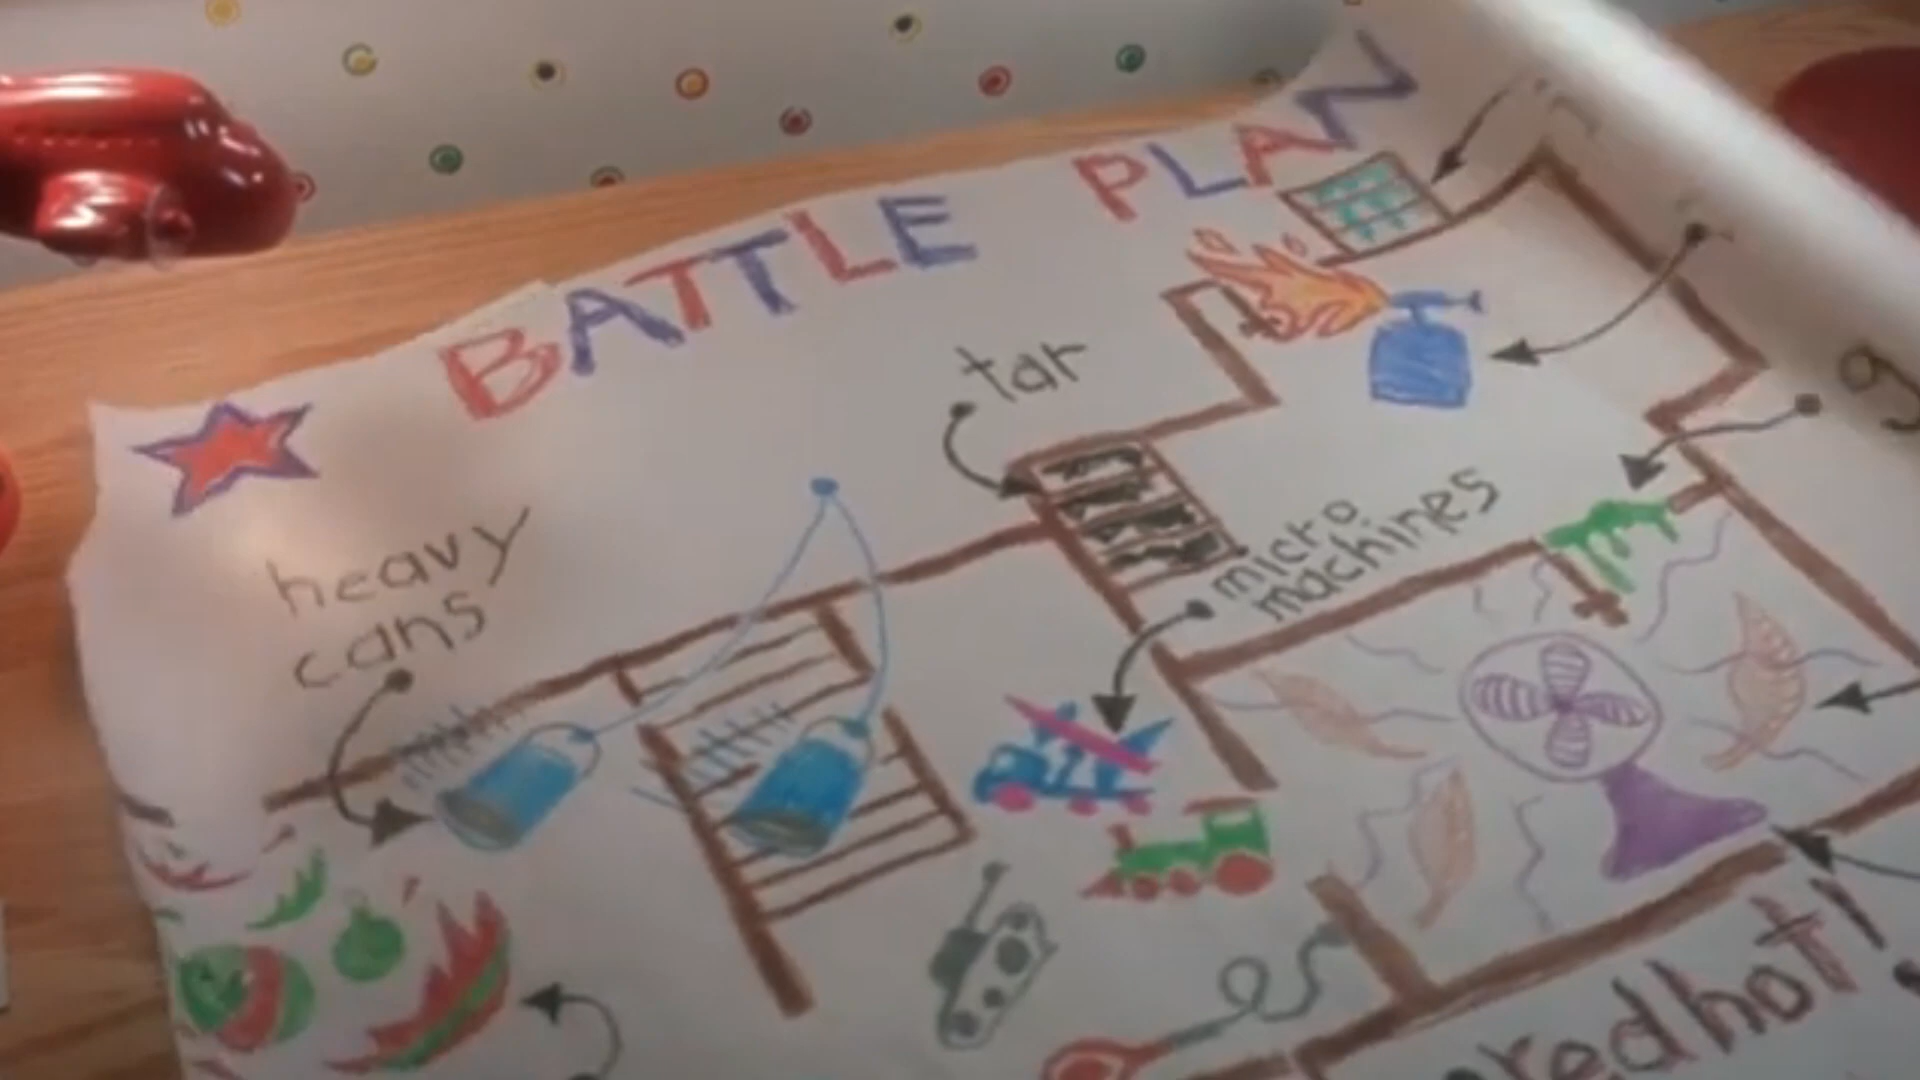 BATTLE PLAN
tar
heavy
cans
micro
machines
redhot!